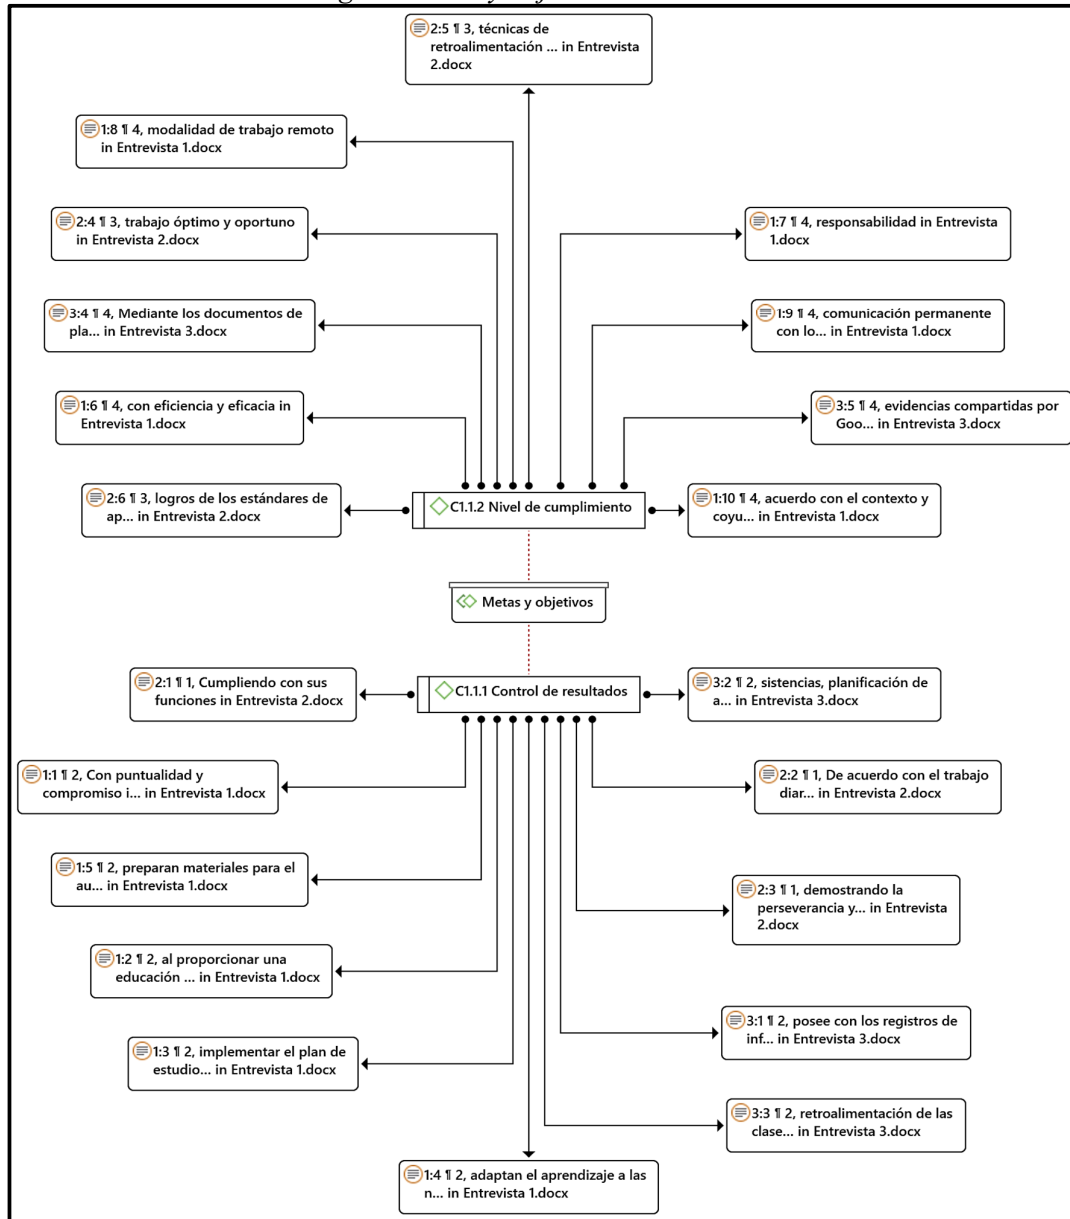 2:5 ¶ 3, técnicas de
retroalimentación ... in Entrevista
2.docx
1:8 ¶ 4, modalidad de trabajo remoto
in Entrevista 1.docx
2:4 ¶ 3, trabajo óptimo y oportuno
in Entrevista 2.docx
1:7 ¶ 4, responsabilidad in Entrevista
1.docx
3:4 ¶ 4, Mediante los documentos de
pla... in Entrevista 3.docx
1:9 ¶ 4, comunicación permanente
con lo... in Entrevista 1.docx
1:6 ¶ 4, con eficiencia y eficacia in
Entrevista 1.docx
3:5 ¶ 4, evidencias compartidas por
Goo... in Entrevista 3.docx
2:6 ¶ 3, logros de los estándares de
ap... in Entrevista 2.docx
C1.1.2 Nivel de cumplimiento
1:10 ¶ 4, acuerdo con el contexto y
coyu... in Entrevista 1.docx
Metas y objetivos
2:1 ¶ 1, Cumpliendo con sus
funciones in Entrevista 2.docx
C1.1.1 Control de resultados
3:2 ¶ 2, sistencias, planificación de
a... in Entrevista 3.docx
1:1 ¶ 2, Con puntualidad y
compromiso i... in Entrevista 1.docx
2:2 ¶ 1, De acuerdo con el trabajo
diar... in Entrevista 2.docx
1:5 ¶ 2, preparan materiales para el
au... in Entrevista 1.docx
2:3 ¶ 1, demostrando la
perseverancia y... in Entrevista
2.docx
1:2 ¶ 2, al proporcionar una
educación ... in Entrevista 1.docx
3:1 ¶ 2, posee con los registros de
inf... in Entrevista 3.docx
1:3 ¶ 2, implementar el plan de
estudio... in Entrevista 1.docx
3:3 ¶ 2, retroalimentación de las
clase... in Entrevista 3.docx
1:4 ¶ 2, adaptan el aprendizaje a las
n... in Entrevista 1.docx